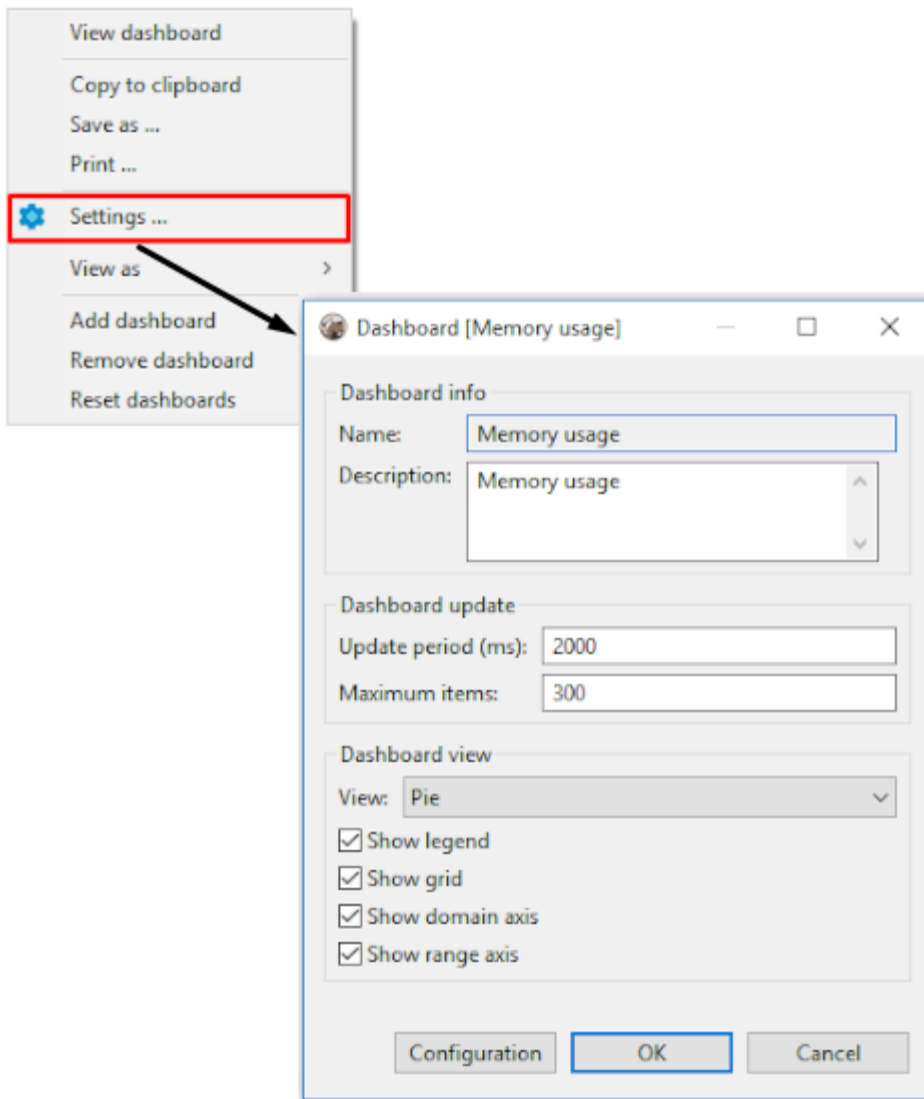 View dashboard
Copy to clipboard
Save as ...
Print ...
Settings ...
View as
Add dashboard
Remove dashboard
Reset dashboards
Dashboard [Memory usage]
Dashboard info
Name: Memory usage
Description: Memory usage
Dashboard update
Update period (ms): 2000
Maximum items: 300
Dashboard view
View: Pie
Show legend
Show grid
Show domain axis
Show range axis
Configuration OK Cancel